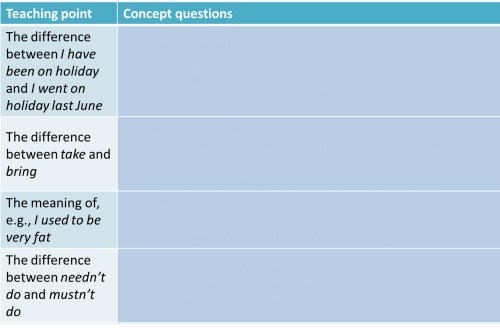 Teaching point Concept questions
The difference
between I have
been on holiday
and I went on
holiday last June
The difference
between take and
bring
The meaning of,
e.g., I used to be
very fat
The difference
between needn't
do and mustn't
do